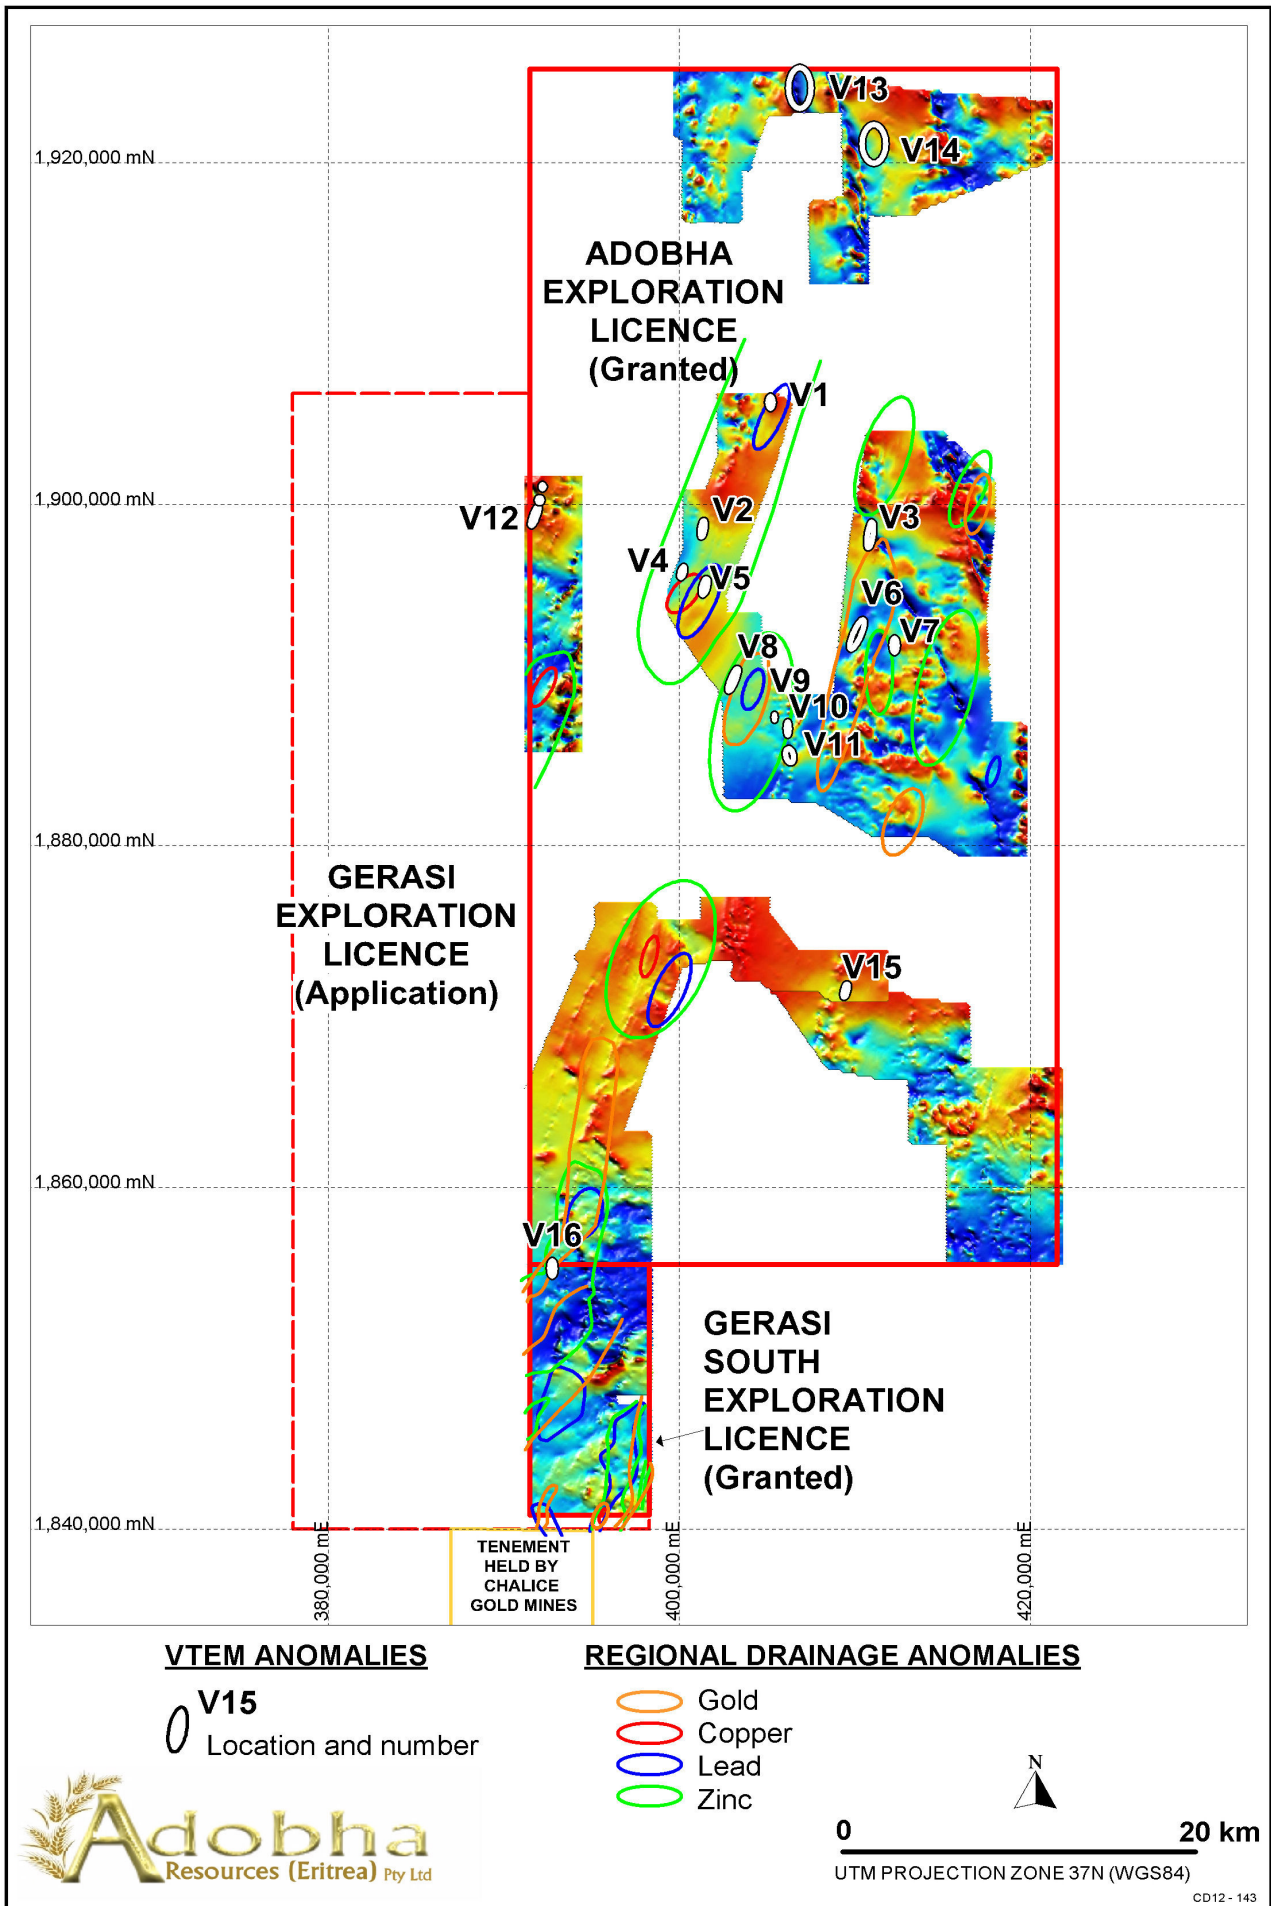 V13
1,920,000 mN
V14
ADOBHA
EXPLORATION
LICENCE
(Granted)
V1
1,900,000 mN
V12
V2
V3
V4
V5
V6
V7
V8
V9
V10
V11
1,880,000 mN
GERASI
EXPLORATION
LICENCE
(Application)
V15
1,860,000 mN
V16
GERASI
SOUTH
EXPLORATION
LICENCE
(Granted)
1,840,000 mN
380,000 mE
400,000 mE
420,000 mE
TENEMENT
HELD BY
CHALICE
GOLD MINES
VTEM ANOMALIES
V15
Location and number
REGIONAL DRAINAGE ANOMALIES
Gold
Copper
Lead
Zinc
N
0 20 km
UTM PROJECTION ZONE 37N (WGS84)
Adobha
Resources (Eritrea) Pty Ltd
CD12 - 143